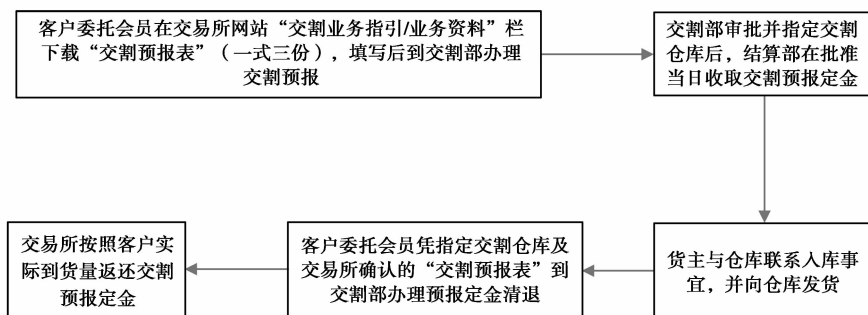 客户委托会员在交易所网站“交割业务指引/业务资料”栏
下载“交割预报表”（一式三份），填写后到交割部办理
交割预报
交割部审批并指定交割
仓库后，结算部在批准
当日收取交割预报定金
货主与仓库联系入库事
宜，并向仓库发货
客户委托会员凭指定交割仓库及
交易所确认的“交割预报表”到
交割部办理预报定金清退
交易所按照客户实
际到货量返还交割
预报定金